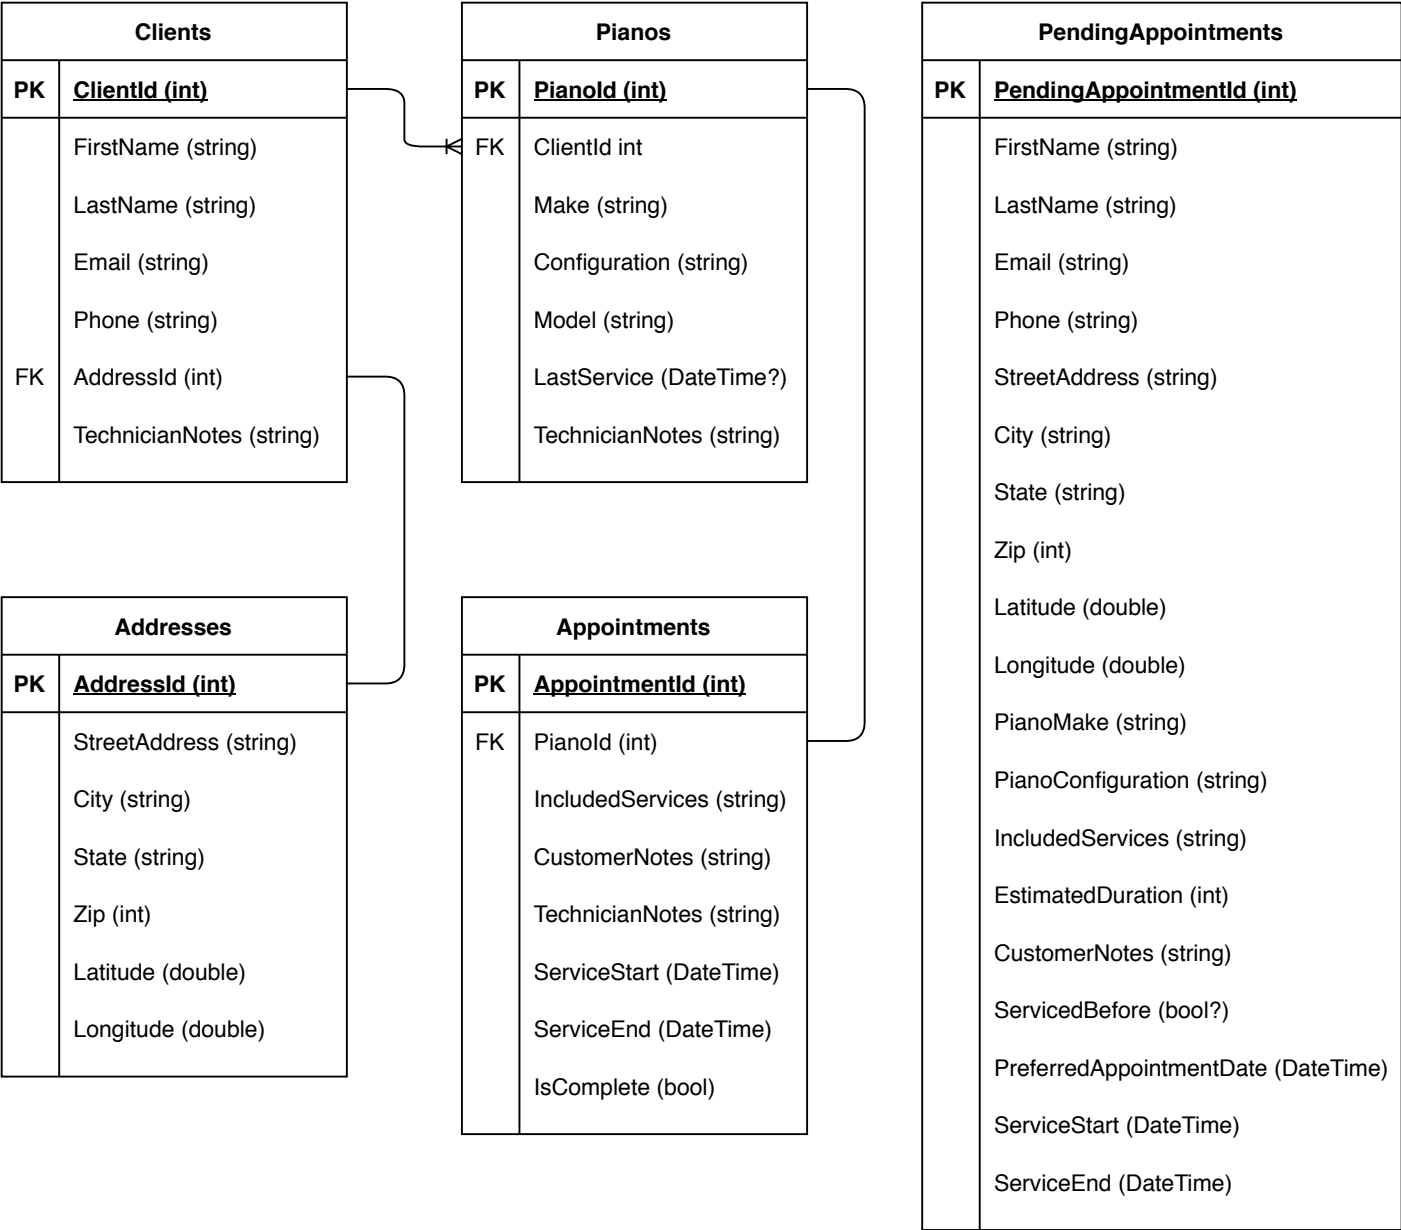 Clients
PK ClientId (int)
FirstName (string)
LastName (string)
Email (string)
Phone (string)
FK AddressId (int)
TechnicianNotes (string)
Pianos
PK PianoId (int)
FK ClientId int
Make (string)
Configuration (string)
Model (string)
LastService (DateTime?)
TechnicianNotes (string)
Addresses
PK AddressId (int)
StreetAddress (string)
City (string)
State (string)
Zip (int)
Latitude (double)
Longitude (double)
Appointments
PK AppointmentId (int)
FK PianoId (int)
IncludedServices (string)
CustomerNotes (string)
TechnicianNotes (string)
ServiceStart (DateTime)
ServiceEnd (DateTime)
IsComplete (bool)
PendingAppointments
PK PendingAppointmentId (int)
FirstName (string)
LastName (string)
Email (string)
Phone (string)
StreetAddress (string)
City (string)
State (string)
Zip (int)
Latitude (double)
Longitude (double)
PianoMake (string)
PianoConfiguration (string)
IncludedServices (string)
EstimatedDuration (int)
CustomerNotes (string)
ServicedBefore (bool?)
PreferredAppointmentDate (DateTime)
ServiceStart (DateTime)
ServiceEnd (DateTime)